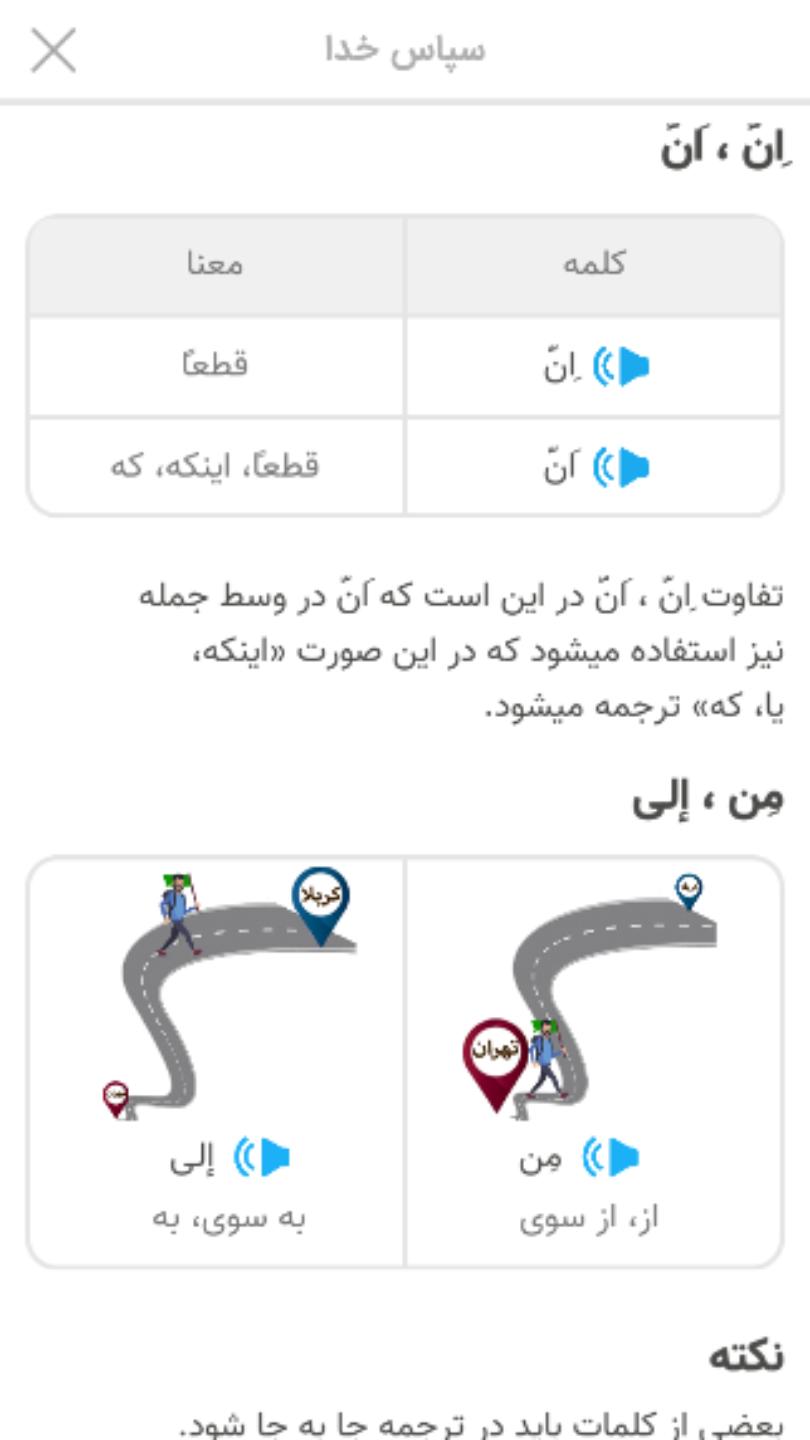 سپاس خدا
اِنّ ، اَنّ
کلمه
معنا
اِنّ
قطعاً
اَنّ
قطعاً، اینکه، که
تفاوت اِنّ ، اَنّ در این است که اَنّ در وسط جمله
نیز استفاده میشود که در این صورت «اینکه،
یا، که» ترجمه میشود.
مِن ، إلی
کربلا
تهران
مِن
إلی
از، از سوی
به سوی، به
نکته
بعضی از کلمات باید در ترجمه جا به جا شود.